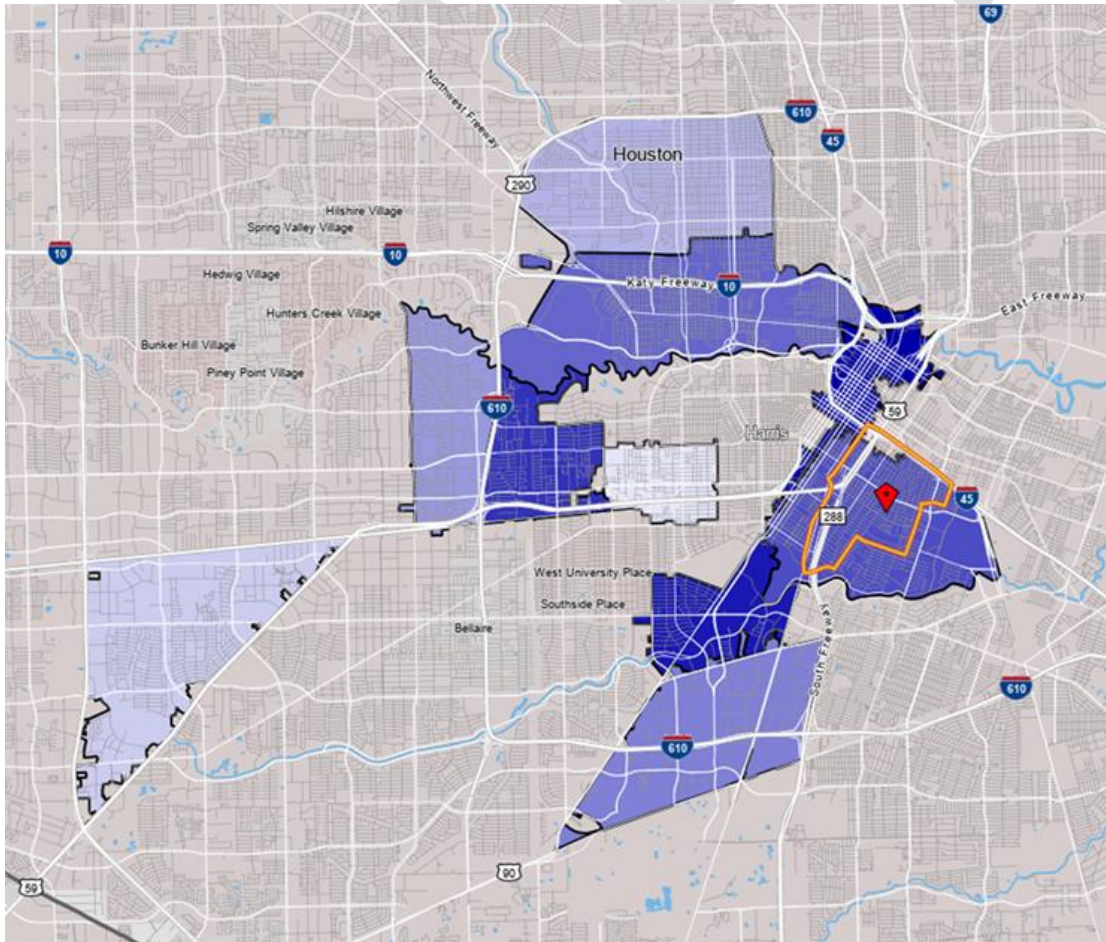 69
610
45
Northwest Freeway
Houston
290
Hilshire Village
Spring Valley Village
10
10
Hedwig Village
Katy Freeway
10
East Freeway
Hunters Creek Village
Bunker Hill Village
Piney Point Village
610
59
Harris
45
288
West University Place
Southside Place
Bellaire
South Freeway
610
610
90
59